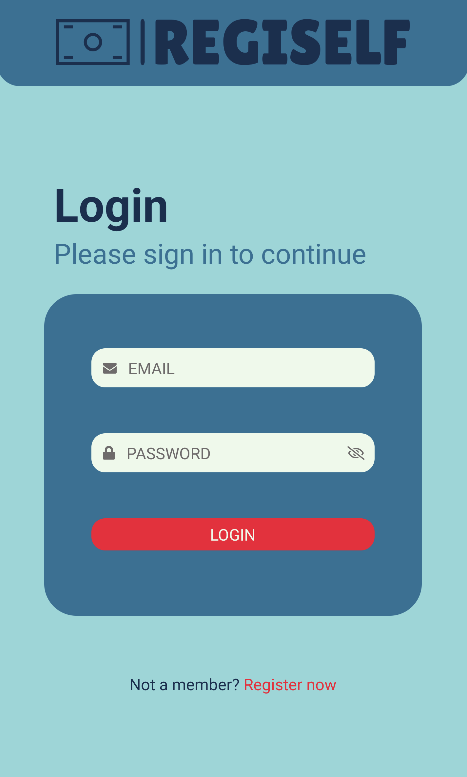 REGISELF
Login
Please sign in to continue
EMAIL
PASSWORD
LOGIN
Not a member? Register now